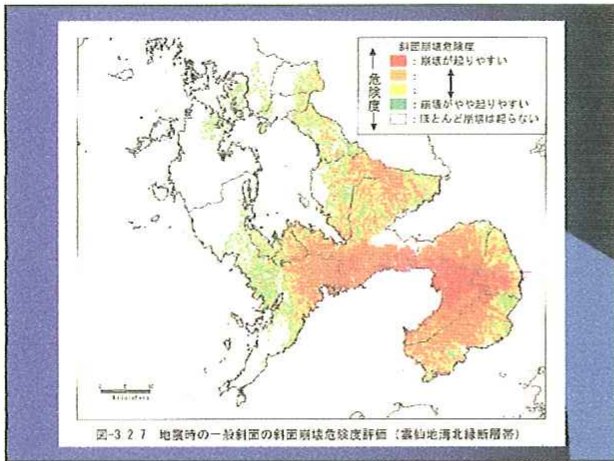 斜面崩壊危険度
危険度
：崩壊が起りやすい
：
：
：崩壊がやや起りやすい
：ほとんど崩壊は起らない
図-3.2.7 地震時の一般斜面の斜面崩壊危険度評価（雲仙地溝北縁断層帯）